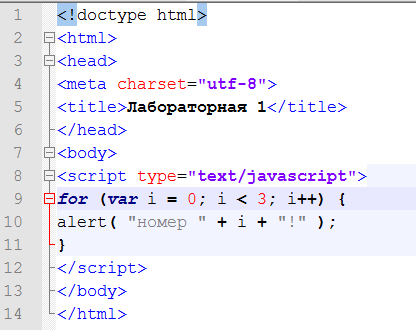 1 <!doctype html>
2 <html>
3 <head>
4 <meta charset="utf-8">
5 <title>Лабораторная 1</title>
6 </head>
7 <body>
8 <script type="text/javascript">
9 for (var i = 0; i < 3; i++) {
10 alert( "номер " + i + "!" );
11 }
12 </script>
13 </body>
14 </html>